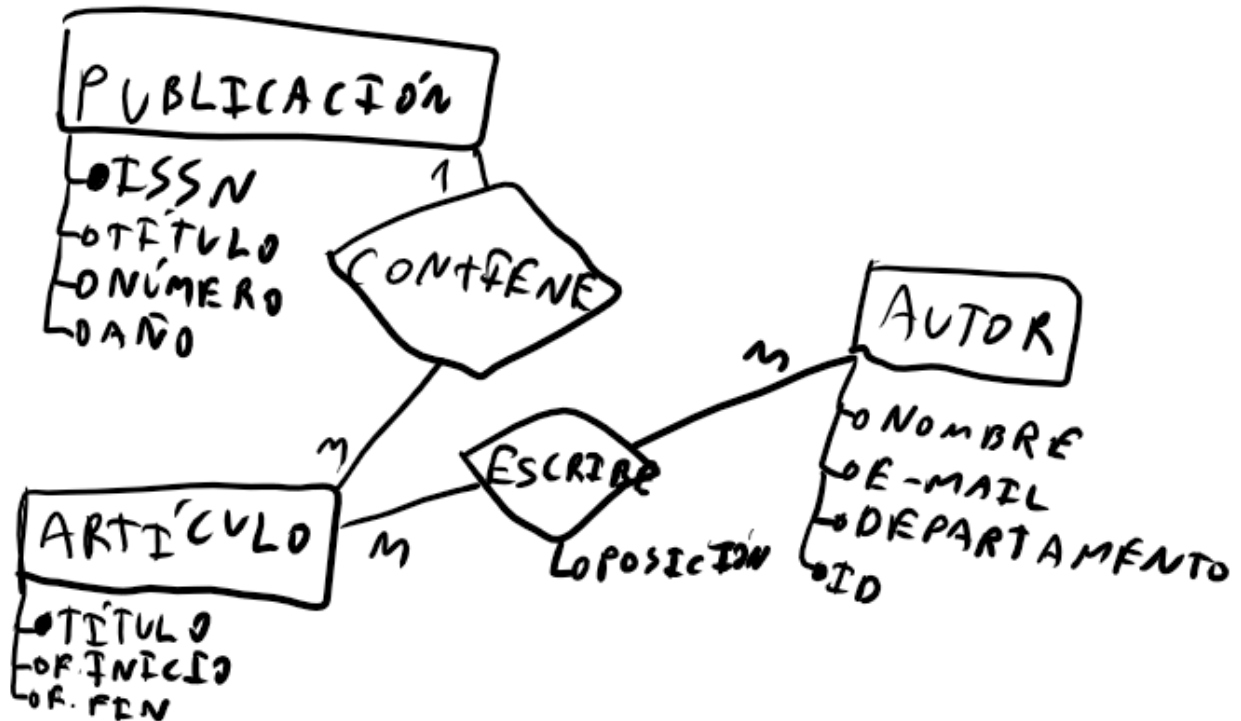 PUBLICACIÓN
ISSN
TÍTULO
NÚMERO
AÑO
1
CONTIENE
M
ARTÍCULO
TÍTULO
F.INICIO
F. FIN
M
ESCRIBE
POSICIÓN
M
AUTOR
NOMBRE
E-MAIL
DEPARTAMENTO
ID